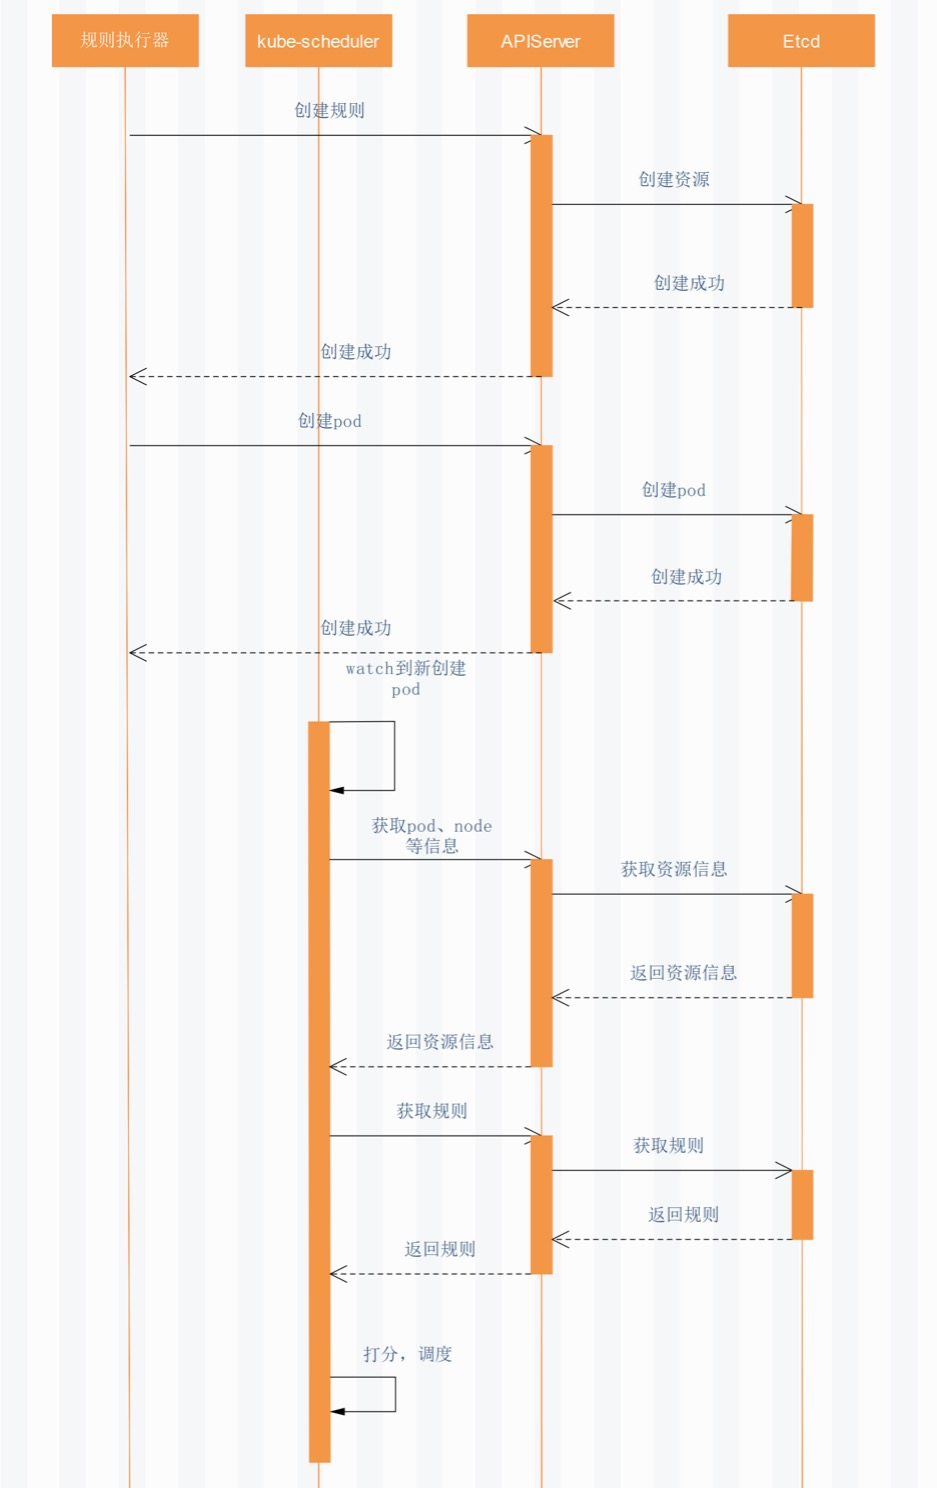 规则执行器
kube-scheduler
APIServer
Etcd
创建规则
创建资源
创建成功
创建成功
创建pod
创建pod
创建成功
创建成功
watch到新创建
pod
获取pod、node
等信息
获取资源信息
返回资源信息
返回资源信息
获取规则
获取规则
返回规则
返回规则
打分，调度